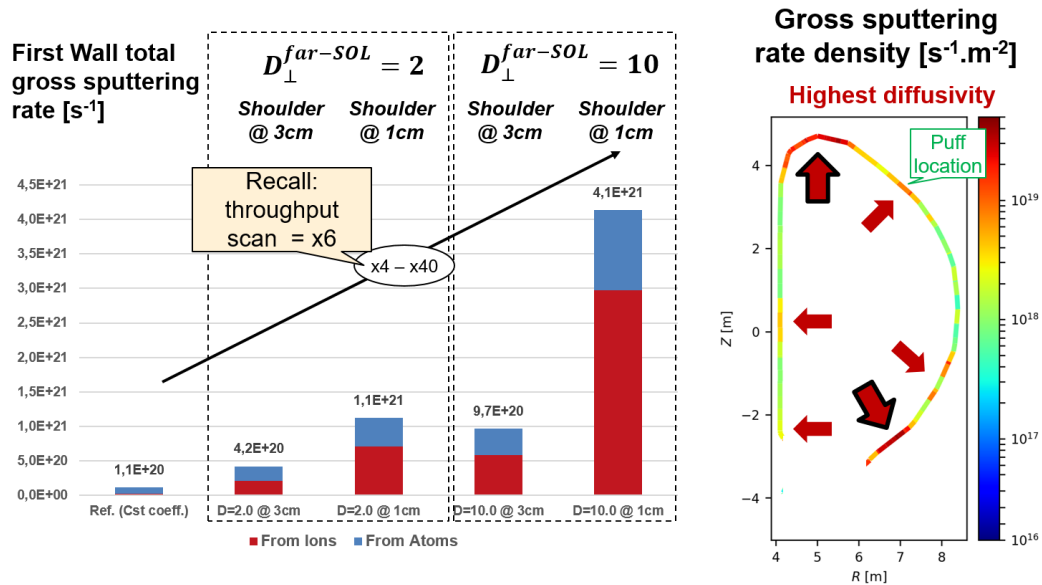 First Wall total
gross sputtering
rate [s⁻¹]
D⊥^far−SOL = 2
D⊥^far−SOL = 10
Shoulder
@ 3cm
Shoulder
@ 1cm
Shoulder
@ 3cm
Shoulder
@ 1cm
Recall:
throughput
scan = x6
x4 – x40
4,5E+21
4,0E+21
3,5E+21
3,0E+21
2,5E+21
2,0E+21
1,5E+21
1,0E+21
5,0E+20
0,0E+00
1,1E+20
4,2E+20
1,1E+21
9,7E+20
4,1E+21
Ref. (Cst coeff.)
D=2.0 @ 3cm
D=2.0 @ 1cm
D=10.0 @ 3cm
D=10.0 @ 1cm
From Ions
From Atoms
Gross sputtering
rate density [s⁻¹.m⁻²]
Highest diffusivity
Puff
location
Z [m]
4
2
0
−2
−4
4 5 6 7 8
R [m]
10¹⁹
10¹⁸
10¹⁷
10¹⁶